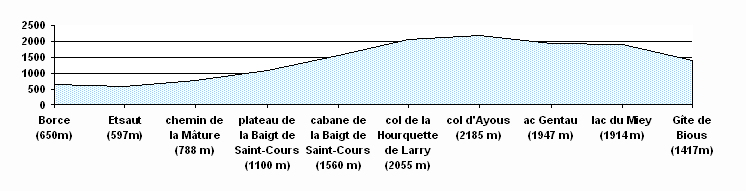 2500
2000
1500
1000
500
0
Borce
(650m)
Etsaut
(597m)
chemin de
la Mâture
(788 m)
plateau de
la Baigt de
Saint-Cours
(1100 m)
cabane de
la Baigt de
Saint-Cours
(1560 m)
col de la
Hourquette
de Larry
(2055 m)
col d'Ayous
(2185 m)
ac Gentau
(1947 m)
lac du Miey
(1914 m)
Gîte de
Bious
(1417m)